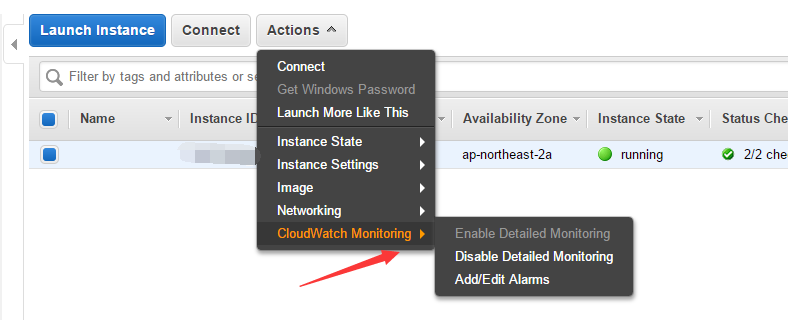 Launch Instance Connect Actions
Filter by tags and attributes or se
Name Instance ID Availability Zone Instance State Status Che
ap-northeast-2a running 2/2 che
Connect
Get Windows Password
Launch More Like This
Instance State
Instance Settings
Image
Networking
CloudWatch Monitoring
Enable Detailed Monitoring
Disable Detailed Monitoring
Add/Edit Alarms